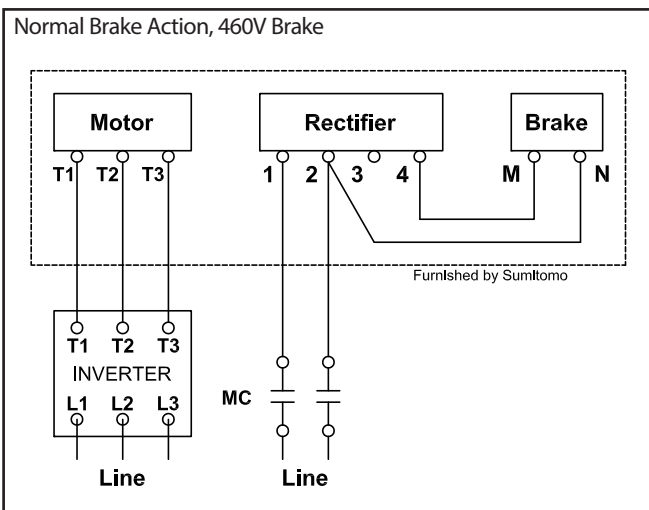 Normal Brake Action, 460V Brake
Motor Rectifier Brake
T1 T2 T3 1 2 3 4 M N
Furnished by Sumitomo
T1 T2 T3
INVERTER
L1 L2 L3
MC
Line Line